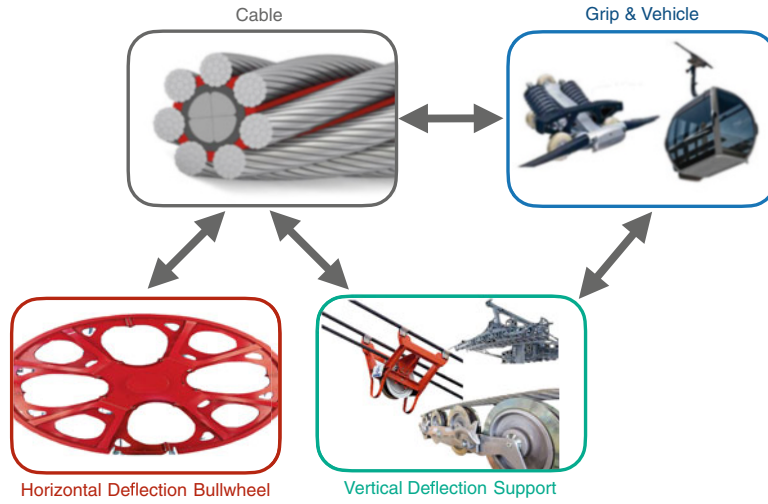 Cable
Grip & Vehicle
Horizontal Deflection Bullwheel
Vertical Deflection Support